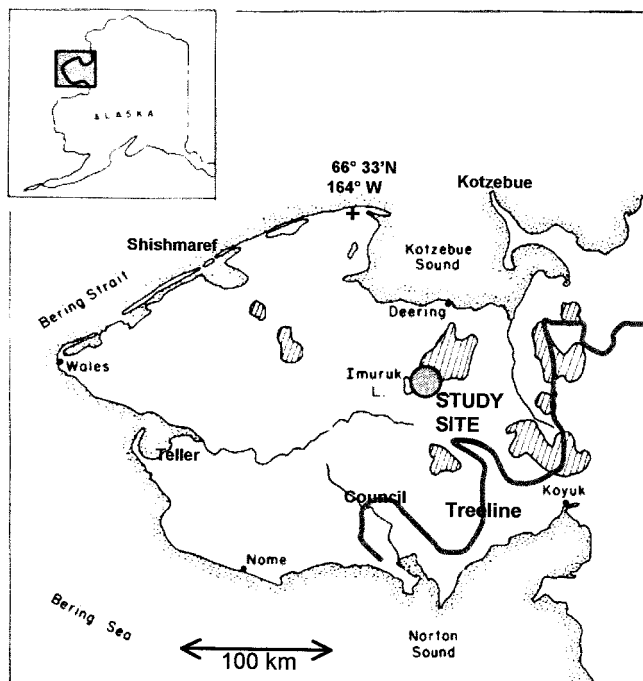 ALASKA
66° 33'N
164° W
Kotzebue
Shishmaref
Kotzebue
Sound
Bering Strait
Deering
Wales
Imuruk
L.
STUDY
SITE
Teller
Council
Koyuk
Treeline
Nome
Bering Sea
Norton
Sound
100 km